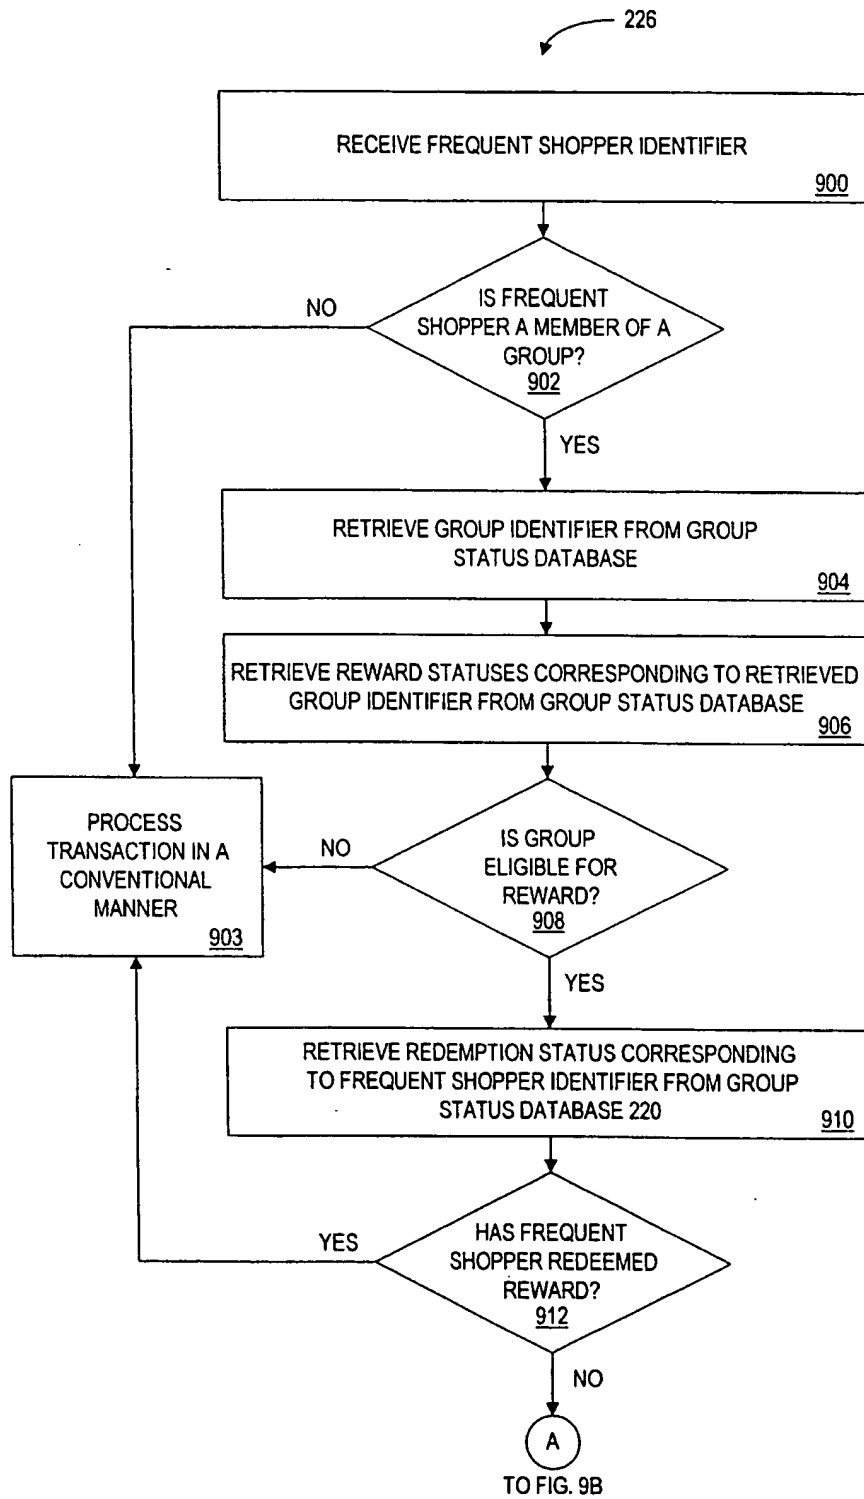 226
RECEIVE FREQUENT SHOPPER IDENTIFIER
900
NO
IS FREQUENT
SHOPPER A MEMBER OF A
GROUP?
902
YES
RETRIEVE GROUP IDENTIFIER FROM GROUP
STATUS DATABASE
904
RETRIEVE REWARD STATUSES CORRESPONDING TO RETRIEVED
GROUP IDENTIFIER FROM GROUP STATUS DATABASE
906
PROCESS
TRANSACTION IN A
CONVENTIONAL
MANNER
903
NO
IS GROUP
ELIGIBLE FOR
REWARD?
908
YES
RETRIEVE REDEMPTION STATUS CORRESPONDING
TO FREQUENT SHOPPER IDENTIFIER FROM GROUP
STATUS DATABASE 220
910
YES
HAS FREQUENT
SHOPPER REDEEMED
REWARD?
912
NO
A
TO FIG. 9B